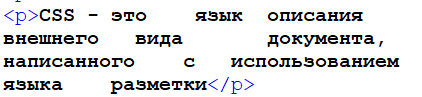 <p>CSS - это язык описания
внешнего вида документа,
написанного с использованием
языка разметки</p>